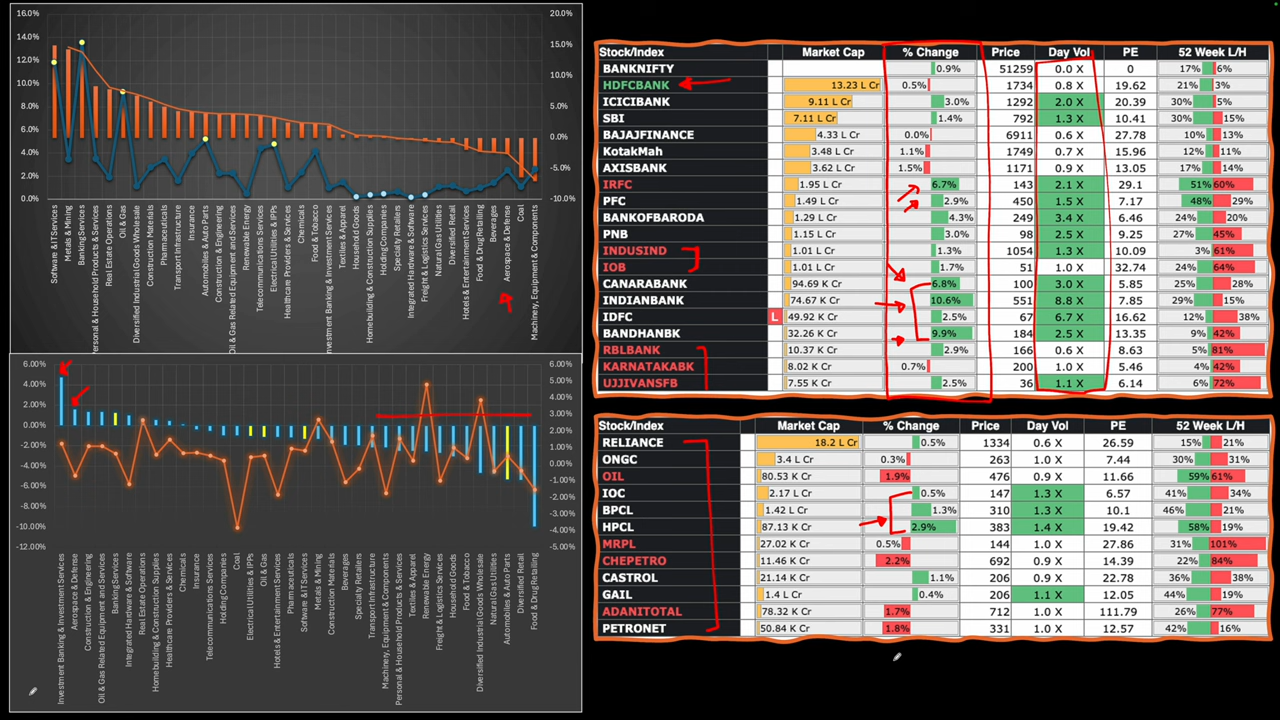 16.0%
14.0%
12.0%
10.0%
8.0%
6.0%
4.0%
2.0%
0.0%
20.0%
15.0%
10.0%
5.0%
0.0%
-5.0%
-10.0%
Software & IT Services
Metals & Mining
Banking Services
Personal & Household Products & Services
Real Estate Operations
Oil & Gas
Diversified Industrial Goods Wholesale
Construction Materials
Pharmaceuticals
Transport Infrastructure
Insurance
Automobiles & Auto Parts
Construction & Engineering
Oil & Gas Related Equipment and Services
Renewable Energy
Telecommunications Services
Electrical Utilities & IPPs
Healthcare Providers & Services
Chemicals
Food & Tobacco
Investment Banking & Investment Services
Textiles & Apparel
Household Goods
Homebuilding & Construction Supplies
Holding Companies
Specialty Retailers
Integrated Hardware & Software
Freight & Logistics Services
Natural Gas Utilities
Diversified Retail
Hotels & Entertainment Services
Food & Drug Retailing
Beverages
Aerospace & Defense
Coal
Machinery, Equipment & Components
6.00%
4.00%
2.00%
0.00%
-2.00%
-4.00%
-6.00%
-8.00%
-10.00%
-12.00%
6.00%
5.00%
4.00%
3.00%
2.00%
1.00%
0.00%
-1.00%
-2.00%
-3.00%
-4.00%
-5.00%
Investment Banking & Investment Services
Aerospace & Defense
Construction & Engineering
Oil & Gas Related Equipment and Services
Banking Services
Integrated Hardware & Software
Real Estate Operations
Homebuilding & Construction Supplies
Healthcare Providers & Services
Chemicals
Insurance
Telecommunications Services
Holding Companies
Coal
Electrical Utilities & IPPs
Oil & Gas
Hotels & Entertainment Services
Pharmaceuticals
Software & IT Services
Metals & Mining
Construction Materials
Beverages
Specialty Retailers
Transport Infrastructure
Machinery, Equipment & Components
Personal & Household Products & Services
Textiles & Apparel
Renewable Energy
Freight & Logistics Services
Household Goods
Food & Tobacco
Diversified Industrial Goods Wholesale
Natural Gas Utilities
Automobiles & Auto Parts
Diversified Retail
Food & Drug Retailing
Stock/Index Market Cap % Change Price Day Vol PE 52 Week L/H
BANKNIFTY 0.9% 51259 0.0 X 0 17% 6%
HDFCBANK 13.23 L Cr 0.5% 1734 0.8 X 19.62 21% 3%
ICICIBANK 9.11 L Cr 3.0% 1292 2.0 X 20.39 30% 5%
SBI 7.11 L Cr 1.4% 792 1.3 X 10.41 30% 15%
BAJAJFINANCE 4.33 L Cr 0.0% 6911 0.6 X 27.78 10% 13%
KotakMah 3.48 L Cr 1.1% 1749 0.7 X 15.96 12% 11%
AXISBANK 3.62 L Cr 1.5% 1171 0.9 X 13.05 17% 14%
IRFC 1.95 L Cr 6.7% 143 2.1 X 29.1 51% 60%
PFC 1.49 L Cr 2.9% 450 1.5 X 7.17 48% 29%
BANKOFBARODA 1.29 L Cr 4.3% 249 3.4 X 6.46 24% 20%
PNB 1.15 L Cr 3.0% 98 2.5 X 9.25 27% 45%
INDUSIND 1.01 L Cr 1.3% 1054 1.3 X 10.09 3% 61%
IOB 1.01 L Cr 1.7% 51 1.0 X 32.74 24% 64%
CANARABANK 94.69 K Cr 6.8% 100 3.0 X 5.85 25% 28%
INDIANBANK 74.67 K Cr 10.6% 551 8.8 X 7.85 29% 15%
IDFC L 49.92 K Cr 2.5% 67 6.7 X 16.62 12% 38%
BANDHANBK 32.26 K Cr 9.9% 184 2.5 X 13.35 9% 42%
RBLBANK 10.37 K Cr 2.9% 166 0.6 X 8.63 5% 81%
KARNATAKABK 8.02 K Cr 0.7% 200 1.0 X 5.46 4% 42%
UJJIVANSFB 7.55 K Cr 2.5% 36 1.1 X 6.14 6% 72%
Stock/Index Market Cap % Change Price Day Vol PE 52 Week L/H
RELIANCE 18.2 L Cr 0.5% 1334 0.6 X 26.59 15% 21%
ONGC 3.4 L Cr 0.3% 263 1.0 X 7.44 30% 31%
OIL 80.53 K Cr 1.9% 476 0.9 X 11.66 59% 61%
IOC 2.17 L Cr 0.5% 147 1.3 X 6.57 41% 34%
BPCL 1.42 L Cr 1.3% 310 1.3 X 10.1 46% 21%
HPCL 87.13 K Cr 2.9% 383 1.4 X 19.42 58% 19%
MRPL 27.02 K Cr 0.5% 144 1.0 X 27.86 31% 101%
CHEPETRO 11.46 K Cr 2.2% 692 0.9 X 14.39 22% 84%
CASTROL 21.14 K Cr 1.1% 206 0.9 X 22.78 36% 38%
GAIL 1.4 L Cr 0.4% 206 1.1 X 12.05 44% 19%
ADANITOTAL 78.32 K Cr 1.7% 712 1.0 X 111.79 26% 77%
PETRONET 50.84 K Cr 1.8% 331 1.0 X 12.57 42% 16%